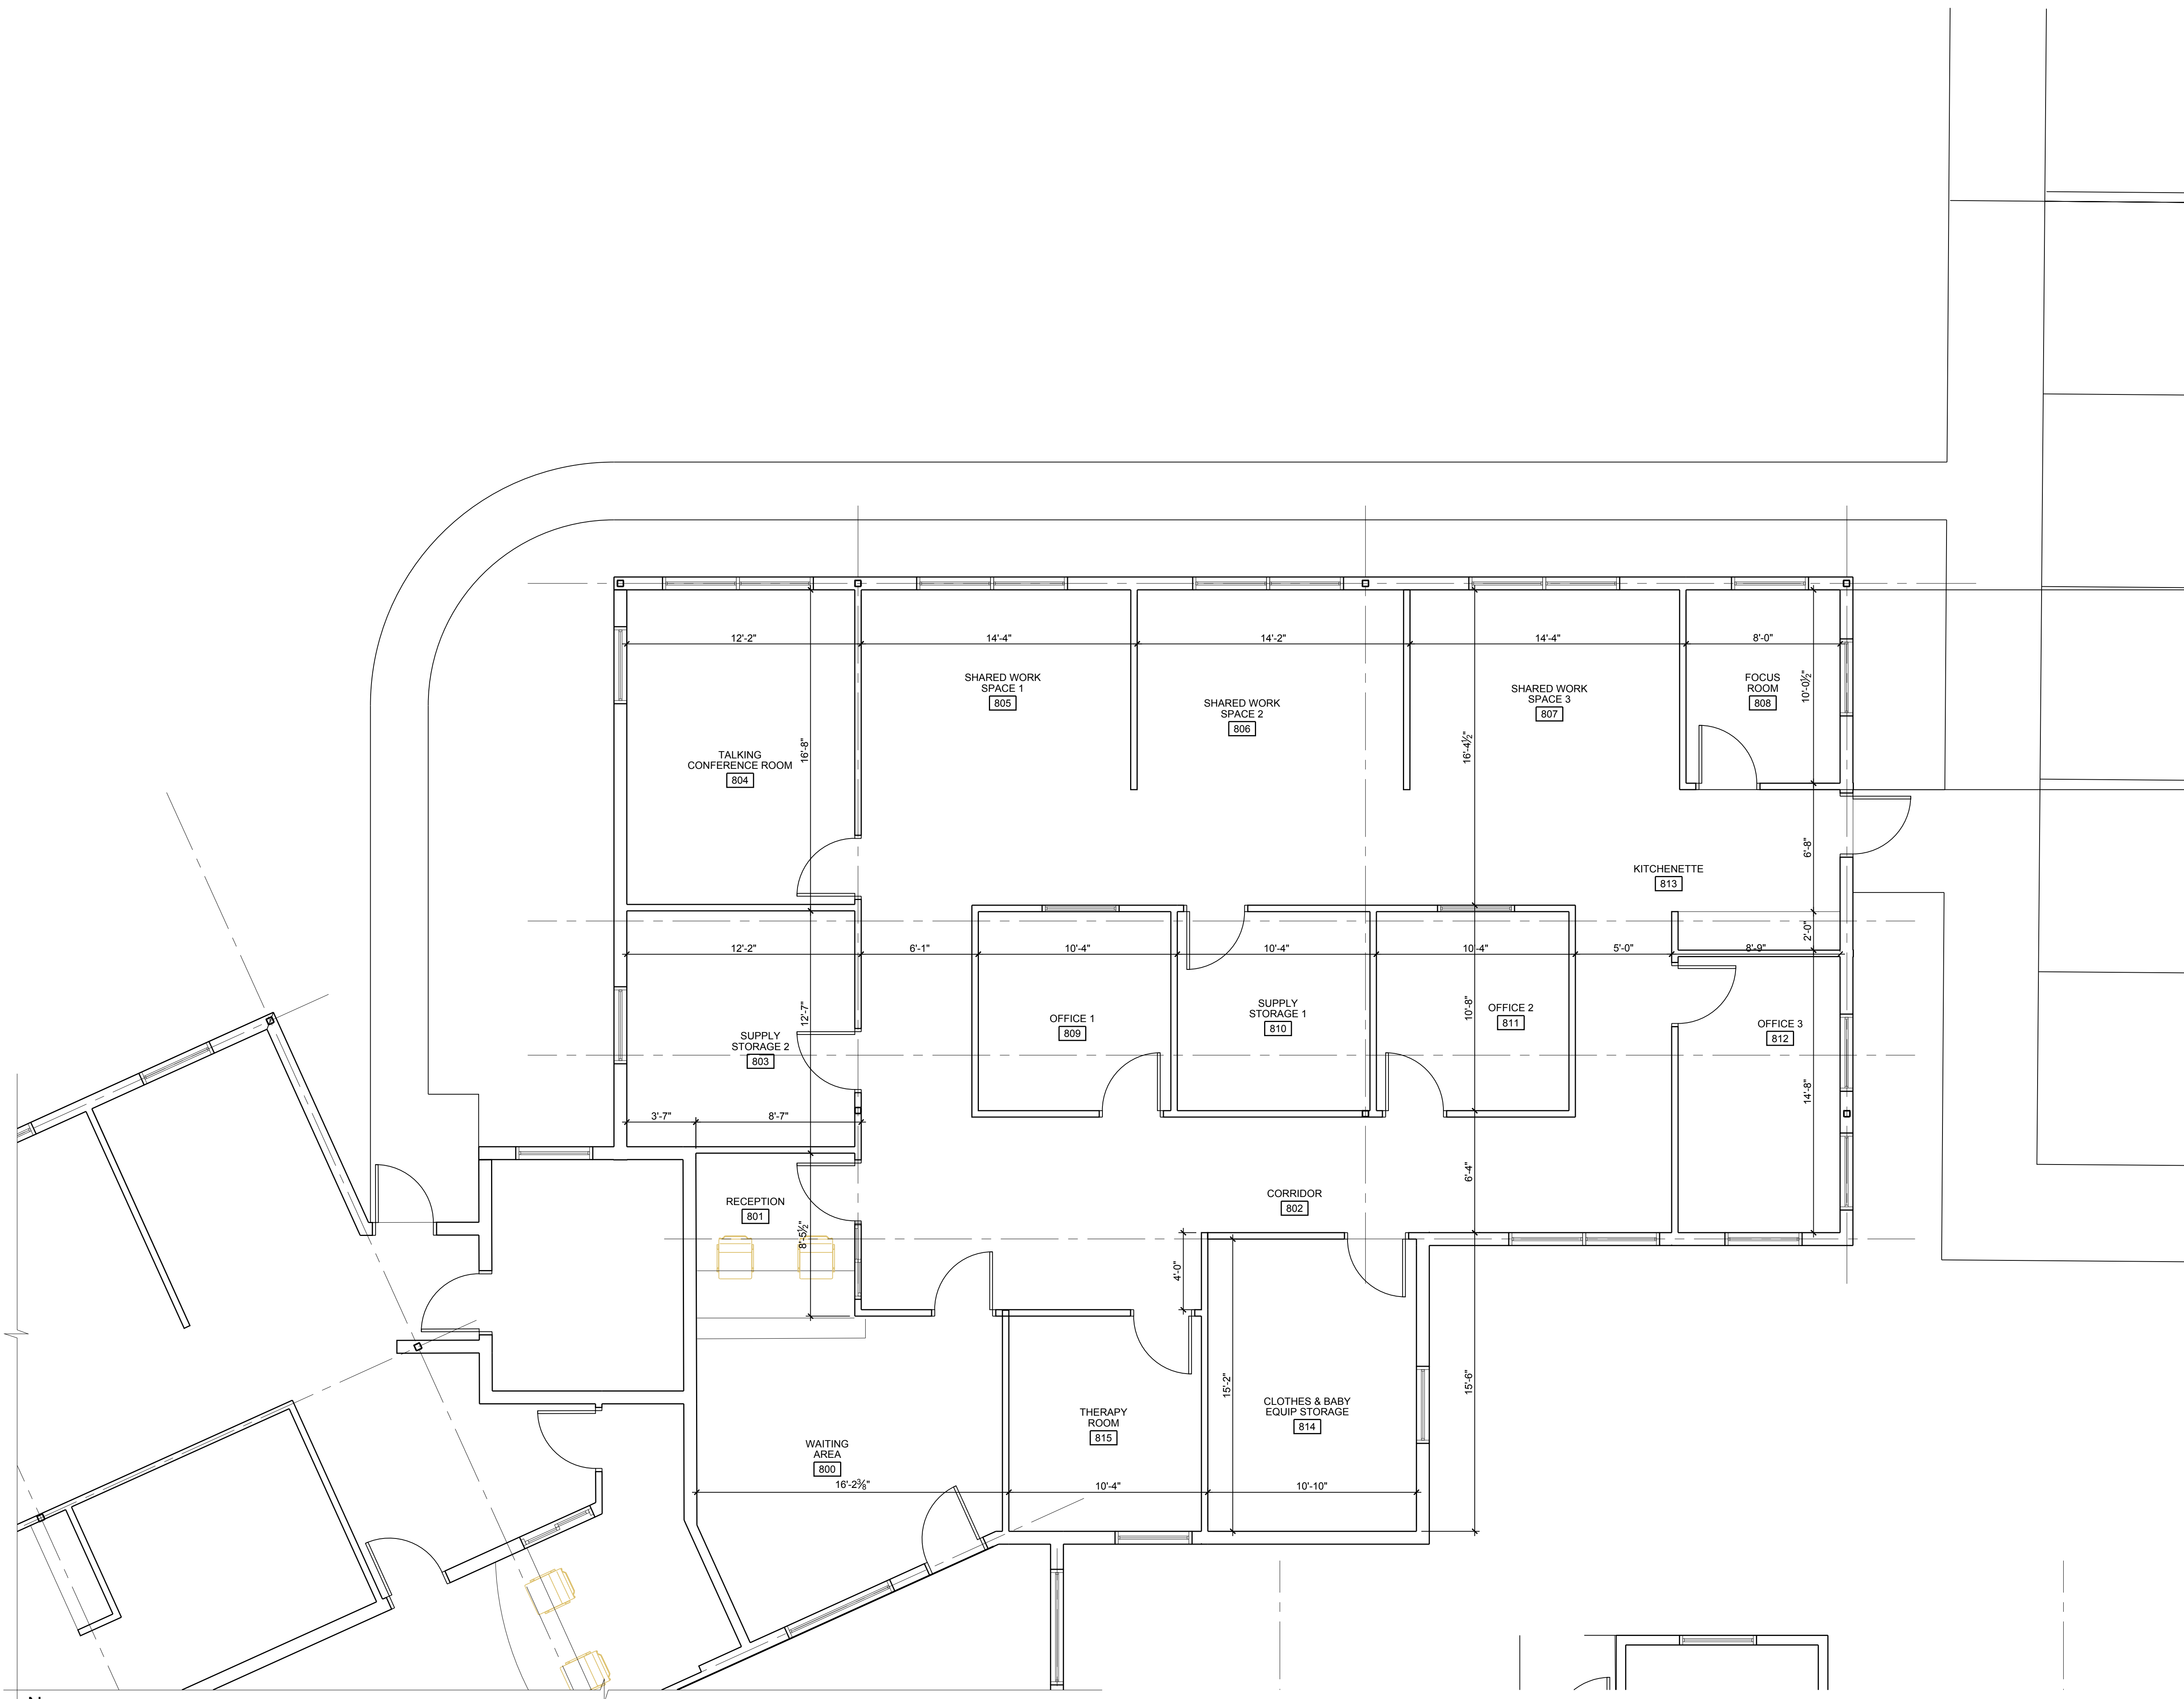 12'-2"
14'-4"
14'-2"
14'-4"
8'-0"
SHARED WORK
SPACE 1
805
SHARED WORK
SPACE 2
806
SHARED WORK
SPACE 3
807
FOCUS
ROOM
808
10'-0½"
TALKING
CONFERENCE ROOM
804
16'-8"
16'-4½"
6'-8"
KITCHENETTE
813
2'-0"
12'-2"
6'-1"
10'-4"
10'-4"
10'-4"
5'-0"
8'-9"
12'-7"
10'-8"
SUPPLY
STORAGE 2
803
OFFICE 1
809
SUPPLY
STORAGE 1
810
OFFICE 2
811
OFFICE 3
812
14'-8"
3'-7"
8'-7"
6'-4"
RECEPTION
801
8'-5½"
CORRIDOR
802
4'-0"
15'-2"
15'-6"
CLOTHES & BABY
EQUIP STORAGE
814
THERAPY
ROOM
815
WAITING
AREA
800
16'-2⅜"
10'-4"
10'-10"